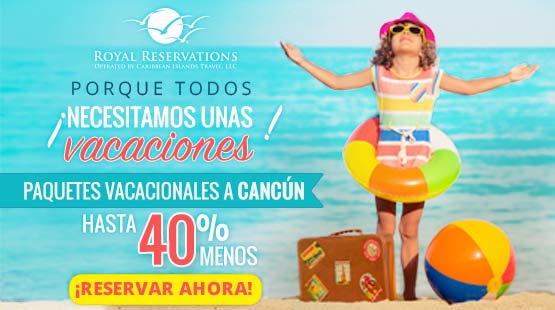 ROYAL RESERVATIONS
OPERATED BY CARIBBEAN ISLANDS TRAVEL, LLC
PORQUE TODOS
¡NECESITAMOS UNAS
vacaciones!
PAQUETES VACACIONALES A CANCÚN
HASTA 40%
MENOS
¡RESERVAR AHORA!